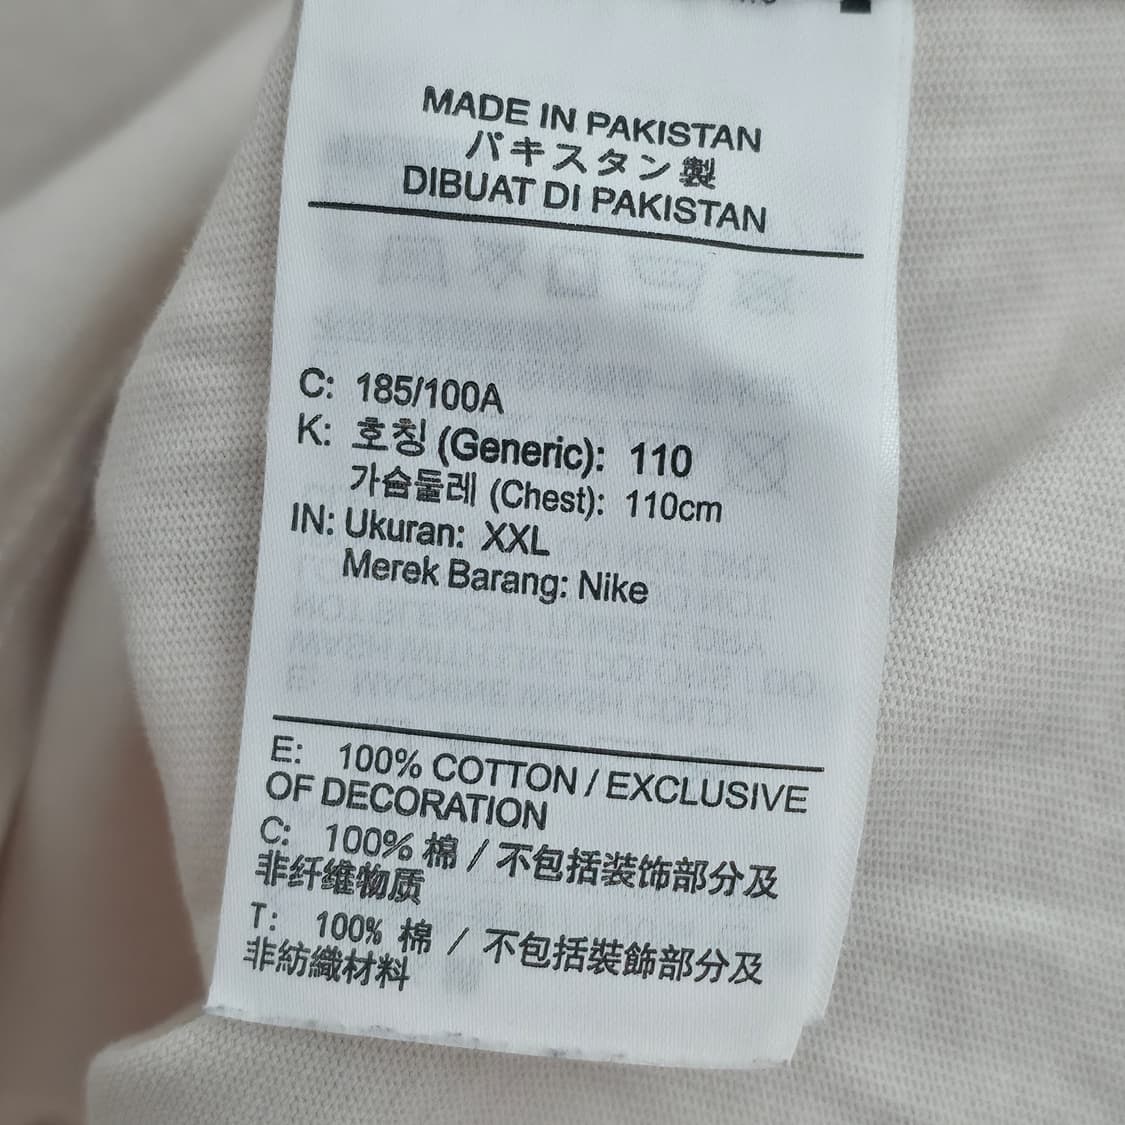 MADE IN PAKISTAN
パキスタン製
DIBUAT DI PAKISTAN
C: 185/100A
K: 호칭 (Generic): 110
가슴둘레 (Chest): 110cm
IN: Ukuran: XXL
Merek Barang: Nike
E: 100% COTTON / EXCLUSIVE
OF DECORATION
C: 100% 棉 / 不包括装饰部分及
非纤维物质
T: 100% 棉 / 不包括裝飾部分及
非紡織材料